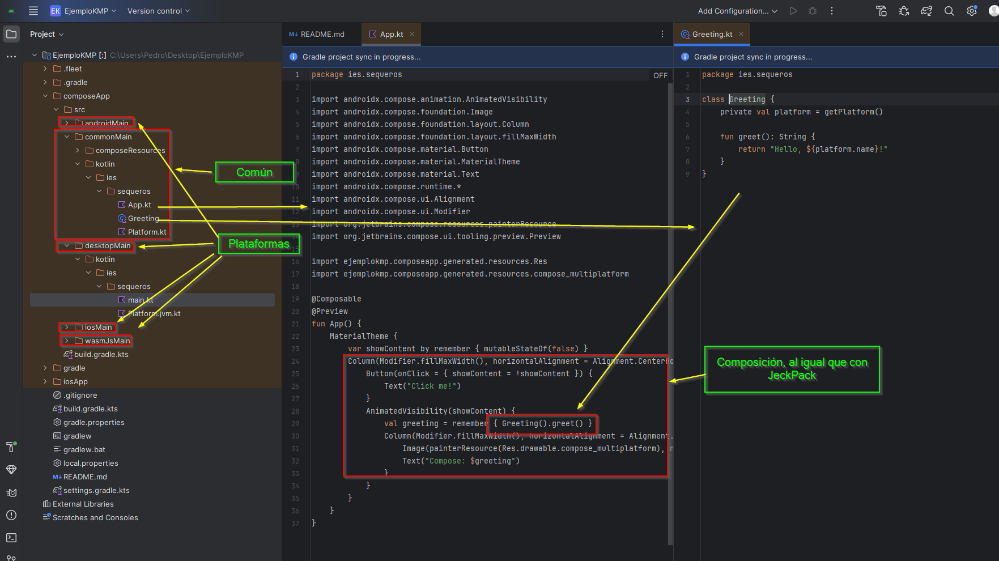 EK EjemploKMP
Version control
Add Configuration...
Project
EjemploKMP [:] C:\Users\Pedro\Desktop\EjemploKMP
.fleet
.gradle
composeApp
src
androidMain
commonMain
composeResources
kotlin
ies
sequeros
App.kt
Greeting
Platform.kt
desktopMain
kotlin
ies
sequeros
main.kt
Platform.jvm.kt
iosMain
wasmJsMain
build.gradle.kts
gradle
iosApp
.gitignore
build.gradle.kts
gradle.properties
gradlew
gradlew.bat
local.properties
README.md
settings.gradle.kts
External Libraries
Scratches and Consoles
Común
Plataformas
README.md
App.kt
Gradle project sync in progress...
OFF
1 package ies.sequeros
2
3 import androidx.compose.animation.AnimatedVisibility
4 import androidx.compose.foundation.Image
5 import androidx.compose.foundation.layout.Column
6 import androidx.compose.foundation.layout.fillMaxWidth
7 import androidx.compose.material.Button
8 import androidx.compose.material.MaterialTheme
9 import androidx.compose.material.Text
10 import androidx.compose.runtime.*
11 import androidx.compose.ui.Alignment
12 import androidx.compose.ui.Modifier
13 import org.jetbrains.compose.resources.painterResource
14 import org.jetbrains.compose.ui.tooling.preview.Preview
15
16 import ejemplokmp.composeapp.generated.resources.Res
17 import ejemplokmp.composeapp.generated.resources.compose_multiplatform
18
19 @Composable
20 @Preview
21 fun App() {
22 MaterialTheme {
23 var showContent by remember { mutableStateOf(false) }
24 Column(Modifier.fillMaxWidth(), horizontalAlignment = Alignment.CenterHo
25 Button(onClick = { showContent = !showContent }) {
26 Text("Click me!")
27 }
28 AnimatedVisibility(showContent) {
29 val greeting = remember { Greeting().greet() }
30 Column(Modifier.fillMaxWidth(), horizontalAlignment = Alignment.
31 Image(painterResource(Res.drawable.compose_multiplatform), n
32 Text("Compose: $greeting")
33 }
34 }
35 }
36 }
37 }
Greeting.kt
Gradle project sync in progress...
1 package ies.sequeros
2
3 class Greeting {
4 private val platform = getPlatform()
5
6 fun greet(): String {
7 return "Hello, ${platform.name}!"
8 }
9 }
Composición, al igual que con
JeckPack